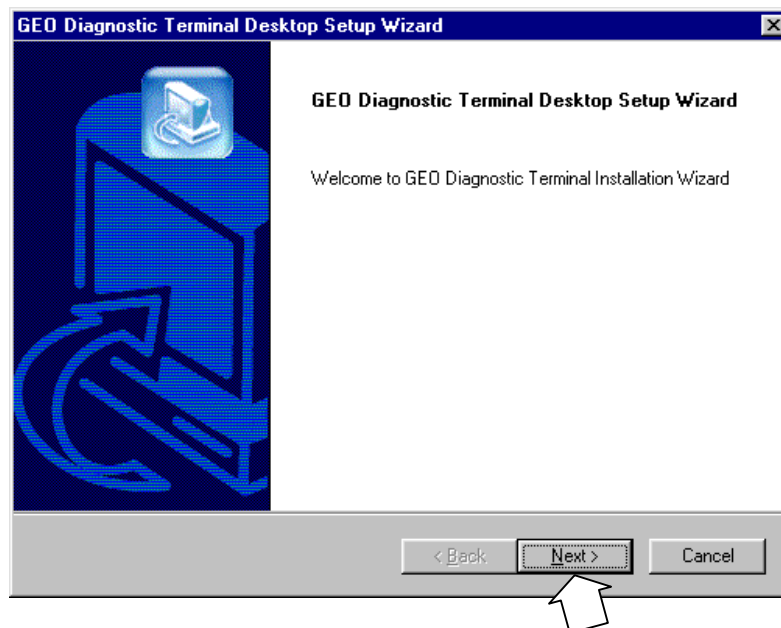 GEO Diagnostic Terminal Desktop Setup Wizard
GEO Diagnostic Terminal Desktop Setup Wizard
Welcome to GEO Diagnostic Terminal Installation Wizard
< Back
Next >
Cancel